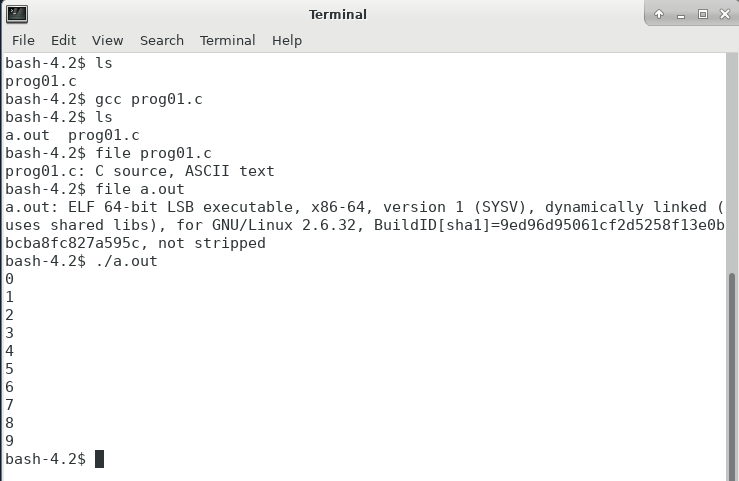 Terminal
File Edit View Search Terminal Help
bash-4.2$ ls
prog01.c
bash-4.2$ gcc prog01.c
bash-4.2$ ls
a.out  prog01.c
bash-4.2$ file prog01.c
prog01.c: C source, ASCII text
bash-4.2$ file a.out
a.out: ELF 64-bit LSB executable, x86-64, version 1 (SYSV), dynamically linked (
uses shared libs), for GNU/Linux 2.6.32, BuildID[sha1]=9ed96d95061cf2d5258f13e0b
bcba8fc827a595c, not stripped
bash-4.2$ ./a.out
0
1
2
3
4
5
6
7
8
9
bash-4.2$